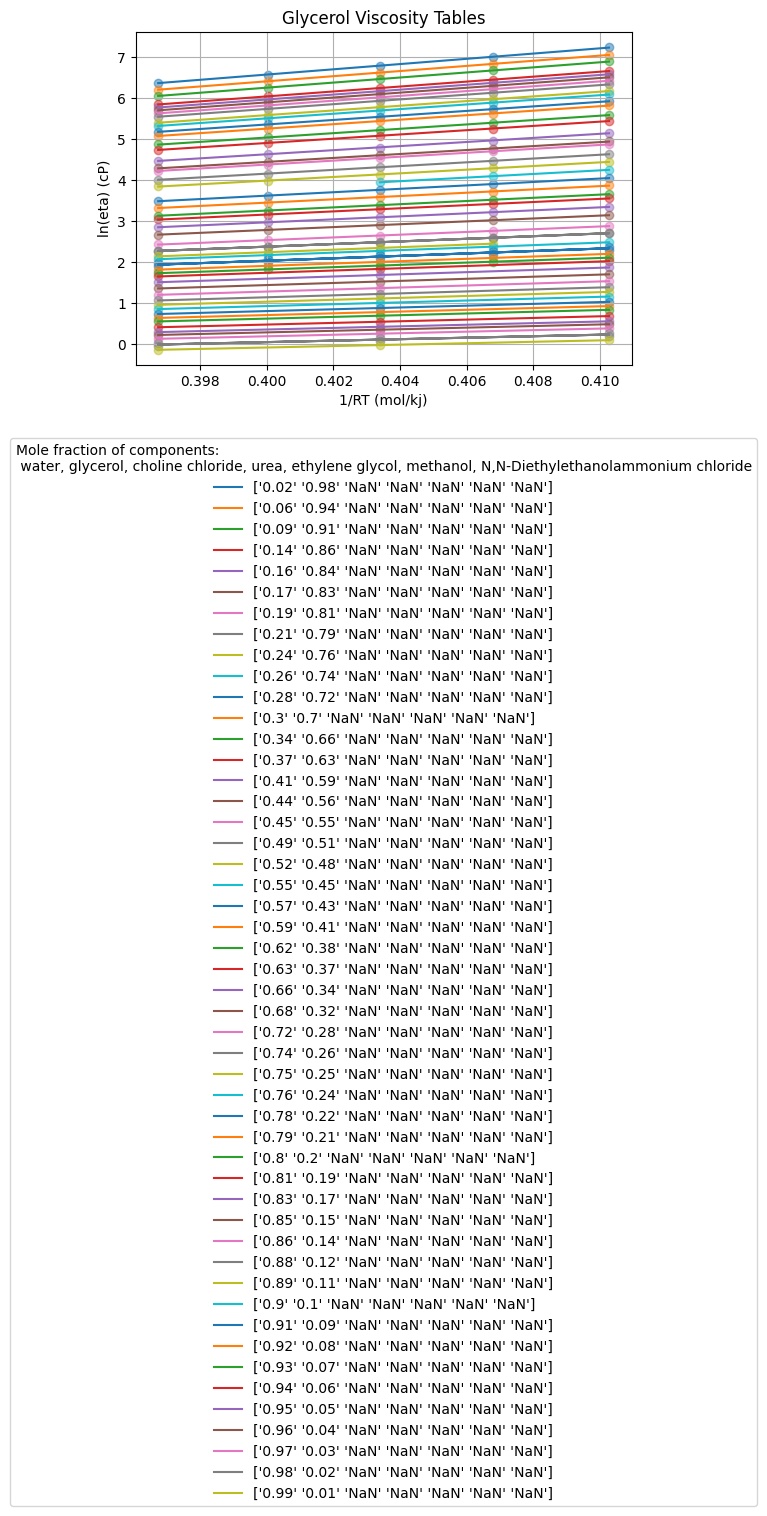 Glycerol Viscosity Tables
7
6
5
4
3
2
1
0
ln(eta) (cP)
0.398 0.400 0.402 0.404 0.406 0.408 0.410
1/RT (mol/kj)
Mole fraction of components:
water, glycerol, choline chloride, urea, ethylene glycol, methanol, N,N-Diethylethanolammonium chloride
['0.02' '0.98' 'NaN' 'NaN' 'NaN' 'NaN' 'NaN']
['0.06' '0.94' 'NaN' 'NaN' 'NaN' 'NaN' 'NaN']
['0.09' '0.91' 'NaN' 'NaN' 'NaN' 'NaN' 'NaN']
['0.14' '0.86' 'NaN' 'NaN' 'NaN' 'NaN' 'NaN']
['0.16' '0.84' 'NaN' 'NaN' 'NaN' 'NaN' 'NaN']
['0.17' '0.83' 'NaN' 'NaN' 'NaN' 'NaN' 'NaN']
['0.19' '0.81' 'NaN' 'NaN' 'NaN' 'NaN' 'NaN']
['0.21' '0.79' 'NaN' 'NaN' 'NaN' 'NaN' 'NaN']
['0.24' '0.76' 'NaN' 'NaN' 'NaN' 'NaN' 'NaN']
['0.26' '0.74' 'NaN' 'NaN' 'NaN' 'NaN' 'NaN']
['0.28' '0.72' 'NaN' 'NaN' 'NaN' 'NaN' 'NaN']
['0.3' '0.7' 'NaN' 'NaN' 'NaN' 'NaN' 'NaN']
['0.34' '0.66' 'NaN' 'NaN' 'NaN' 'NaN' 'NaN']
['0.37' '0.63' 'NaN' 'NaN' 'NaN' 'NaN' 'NaN']
['0.41' '0.59' 'NaN' 'NaN' 'NaN' 'NaN' 'NaN']
['0.44' '0.56' 'NaN' 'NaN' 'NaN' 'NaN' 'NaN']
['0.45' '0.55' 'NaN' 'NaN' 'NaN' 'NaN' 'NaN']
['0.49' '0.51' 'NaN' 'NaN' 'NaN' 'NaN' 'NaN']
['0.52' '0.48' 'NaN' 'NaN' 'NaN' 'NaN' 'NaN']
['0.55' '0.45' 'NaN' 'NaN' 'NaN' 'NaN' 'NaN']
['0.57' '0.43' 'NaN' 'NaN' 'NaN' 'NaN' 'NaN']
['0.59' '0.41' 'NaN' 'NaN' 'NaN' 'NaN' 'NaN']
['0.62' '0.38' 'NaN' 'NaN' 'NaN' 'NaN' 'NaN']
['0.63' '0.37' 'NaN' 'NaN' 'NaN' 'NaN' 'NaN']
['0.66' '0.34' 'NaN' 'NaN' 'NaN' 'NaN' 'NaN']
['0.68' '0.32' 'NaN' 'NaN' 'NaN' 'NaN' 'NaN']
['0.72' '0.28' 'NaN' 'NaN' 'NaN' 'NaN' 'NaN']
['0.74' '0.26' 'NaN' 'NaN' 'NaN' 'NaN' 'NaN']
['0.75' '0.25' 'NaN' 'NaN' 'NaN' 'NaN' 'NaN']
['0.76' '0.24' 'NaN' 'NaN' 'NaN' 'NaN' 'NaN']
['0.78' '0.22' 'NaN' 'NaN' 'NaN' 'NaN' 'NaN']
['0.79' '0.21' 'NaN' 'NaN' 'NaN' 'NaN' 'NaN']
['0.8' '0.2' 'NaN' 'NaN' 'NaN' 'NaN' 'NaN']
['0.81' '0.19' 'NaN' 'NaN' 'NaN' 'NaN' 'NaN']
['0.83' '0.17' 'NaN' 'NaN' 'NaN' 'NaN' 'NaN']
['0.85' '0.15' 'NaN' 'NaN' 'NaN' 'NaN' 'NaN']
['0.86' '0.14' 'NaN' 'NaN' 'NaN' 'NaN' 'NaN']
['0.88' '0.12' 'NaN' 'NaN' 'NaN' 'NaN' 'NaN']
['0.89' '0.11' 'NaN' 'NaN' 'NaN' 'NaN' 'NaN']
['0.9' '0.1' 'NaN' 'NaN' 'NaN' 'NaN' 'NaN']
['0.91' '0.09' 'NaN' 'NaN' 'NaN' 'NaN' 'NaN']
['0.92' '0.08' 'NaN' 'NaN' 'NaN' 'NaN' 'NaN']
['0.93' '0.07' 'NaN' 'NaN' 'NaN' 'NaN' 'NaN']
['0.94' '0.06' 'NaN' 'NaN' 'NaN' 'NaN' 'NaN']
['0.95' '0.05' 'NaN' 'NaN' 'NaN' 'NaN' 'NaN']
['0.96' '0.04' 'NaN' 'NaN' 'NaN' 'NaN' 'NaN']
['0.97' '0.03' 'NaN' 'NaN' 'NaN' 'NaN' 'NaN']
['0.98' '0.02' 'NaN' 'NaN' 'NaN' 'NaN' 'NaN']
['0.99' '0.01' 'NaN' 'NaN' 'NaN' 'NaN' 'NaN']